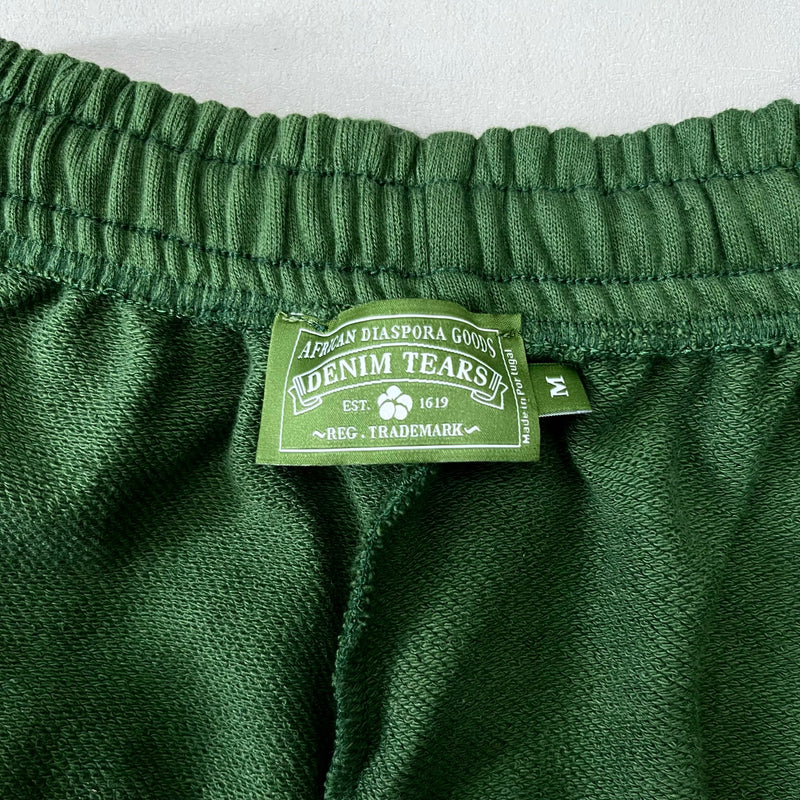 AFRICAN DIASPORA GOODS
DENIM TEARS
EST. 1619
~REG. TRADEMARK~
Made in Portugal
M